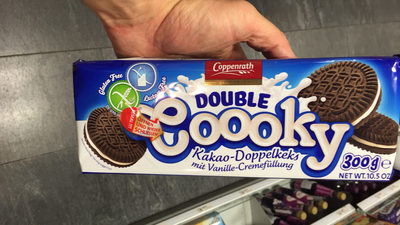 Coppenrath
Gluten Free
DOUBLE
Coooky
Kakao-Doppelkeks
mit Vanille-Cremefüllung
300g e
NET WT. 10.5 OZ